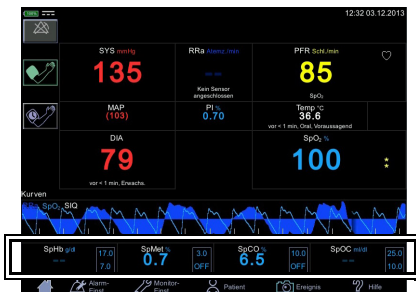 12:32 03.12.2013
SYS mmHg
135
RRa Atemz./min
--
Kein Sensor
angeschlossen
PFR Schl./min
85
SpO₂
MAP
(103)
PI %
0.70
Temp °C
36.6
vor < 1 min, Oral, Voraussagend
DIA
79
vor < 1 min, Erwachs.
SpO₂ %
100
Kurven
SpO₂ SIQ
SpHb g/dl
--
17.0
7.0
SpMet %
0.7
3.0
OFF
SpCO %
6.5
10.0
OFF
SpOC ml/dl
--
25.0
10.0
Alarm-
Einst.
Monitor-
Einst.
Patient
Ereignis
Hilfe